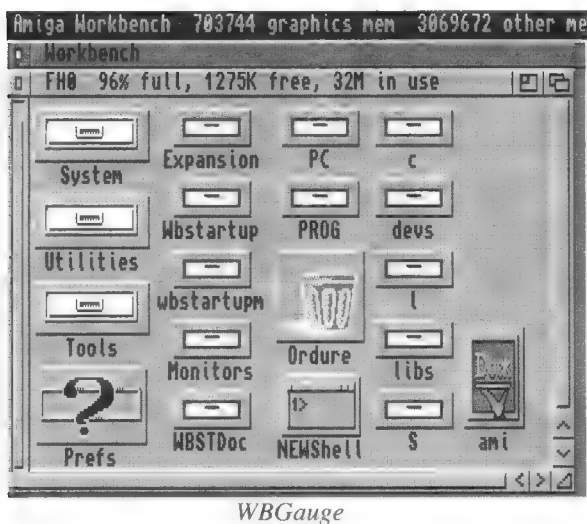 Amiga Workbench 703744 graphics mem 3069672 other me
Workbench
FH0 96% full, 1275K free, 32M in use
System Expansion PC c
Utilities Wbstartup PROG devs
Tools wbstartupm Ordure l
Prefs Monitors NEWShell libs
WBSTDoc 1> S ami
WBGauge